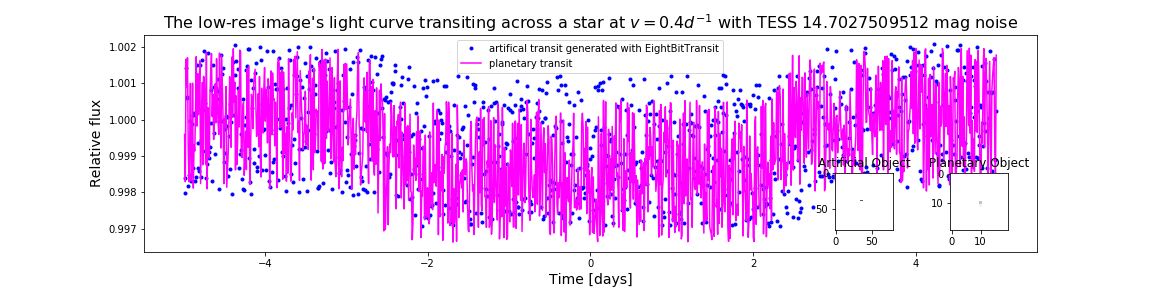 The low-res image's light curve transiting across a star at v = 0.4d⁻¹ with TESS 14.7027509512 mag noise
artifical transit generated with EightBitTransit
planetary transit
Relative flux
1.002
1.001
1.000
0.999
0.998
0.997
Artificial Object
Planetary Object
50
0
10
0 50
0 10
−4 −2 0 2 4
Time [days]